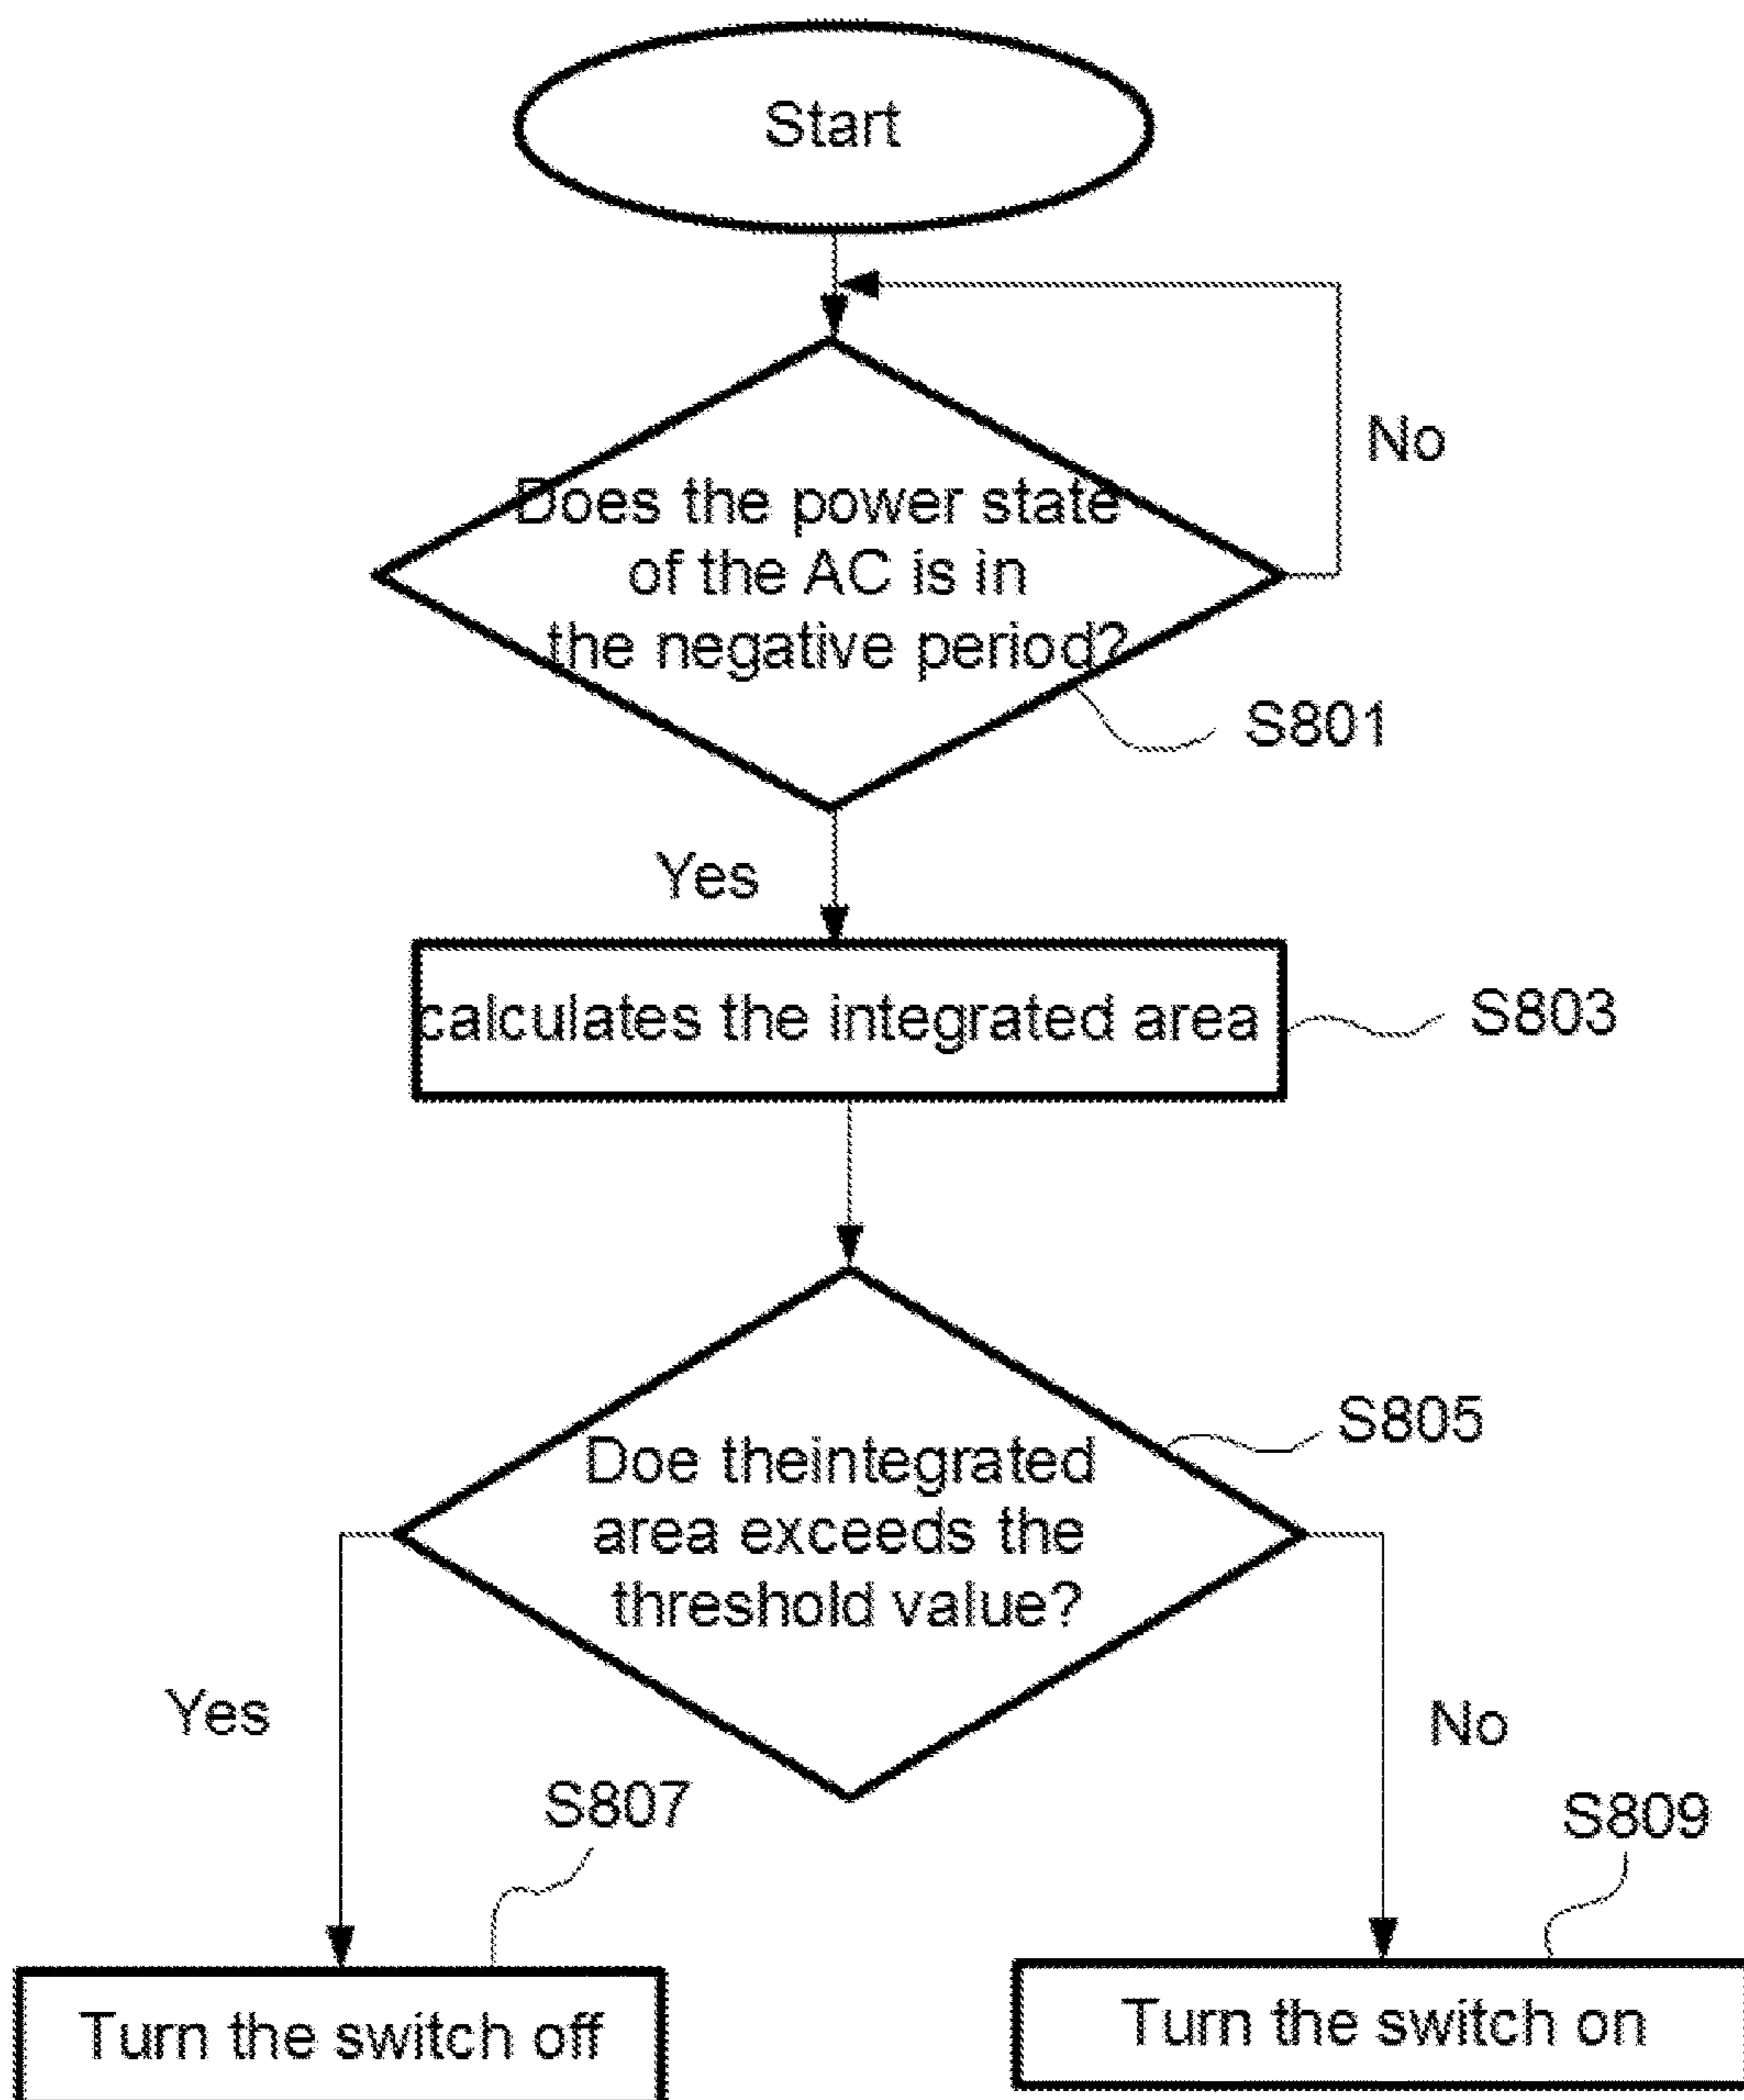 Start
No
Does the power state
of the AC is in
the negative period?
S801
Yes
calculates the integrated area
S803
S805
Doe theintegrated
area exceeds the
threshold value?
Yes
No
S807
S809
Turn the switch off
Turn the switch on